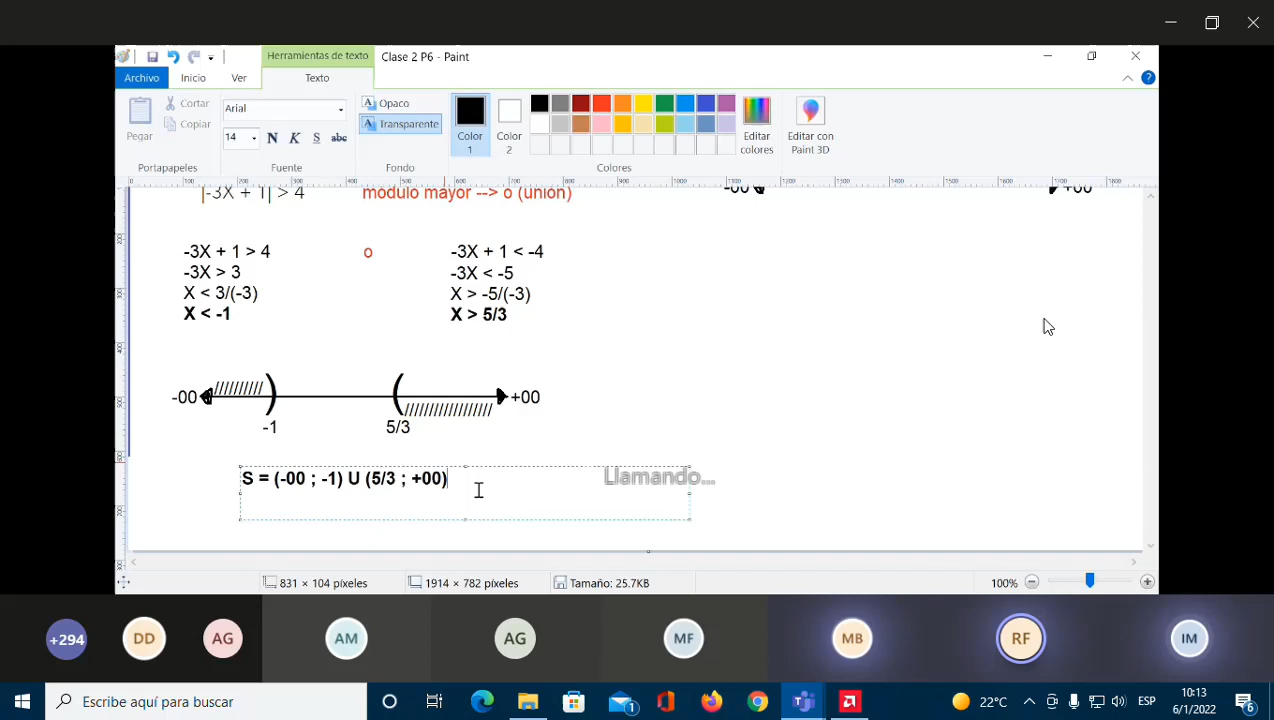 Herramientas de texto
Clase 2 P6 - Paint
Archivo
Inicio
Ver
Texto
Pegar
Cortar
Copiar
Portapapeles
Arial
14
N K S abc
Fuente
Opaco
Transparente
Fondo
Color
1
Color
2
Editar
colores
Editar con
Paint 3D
Colores
|-3X + 1| > 4
modulo mayor --> o (unión)
-00
+00
-3X + 1 > 4
o
-3X + 1 < -4
-3X > 3
-3X < -5
X < 3/(-3)
X > -5/(-3)
X < -1
X > 5/3
-00
//////////
)
(
/////////////////
+00
-1
5/3
S = (-00 ; -1) U (5/3 ; +00)
Llamando...
831 × 104 píxeles
1914 × 782 píxeles
Tamaño: 25.7KB
100%
+294
DD
AG
AM
AG
MF
MB
RF
IM
Escribe aquí para buscar
1
22°C
ESP
10:13
6/1/2022
6